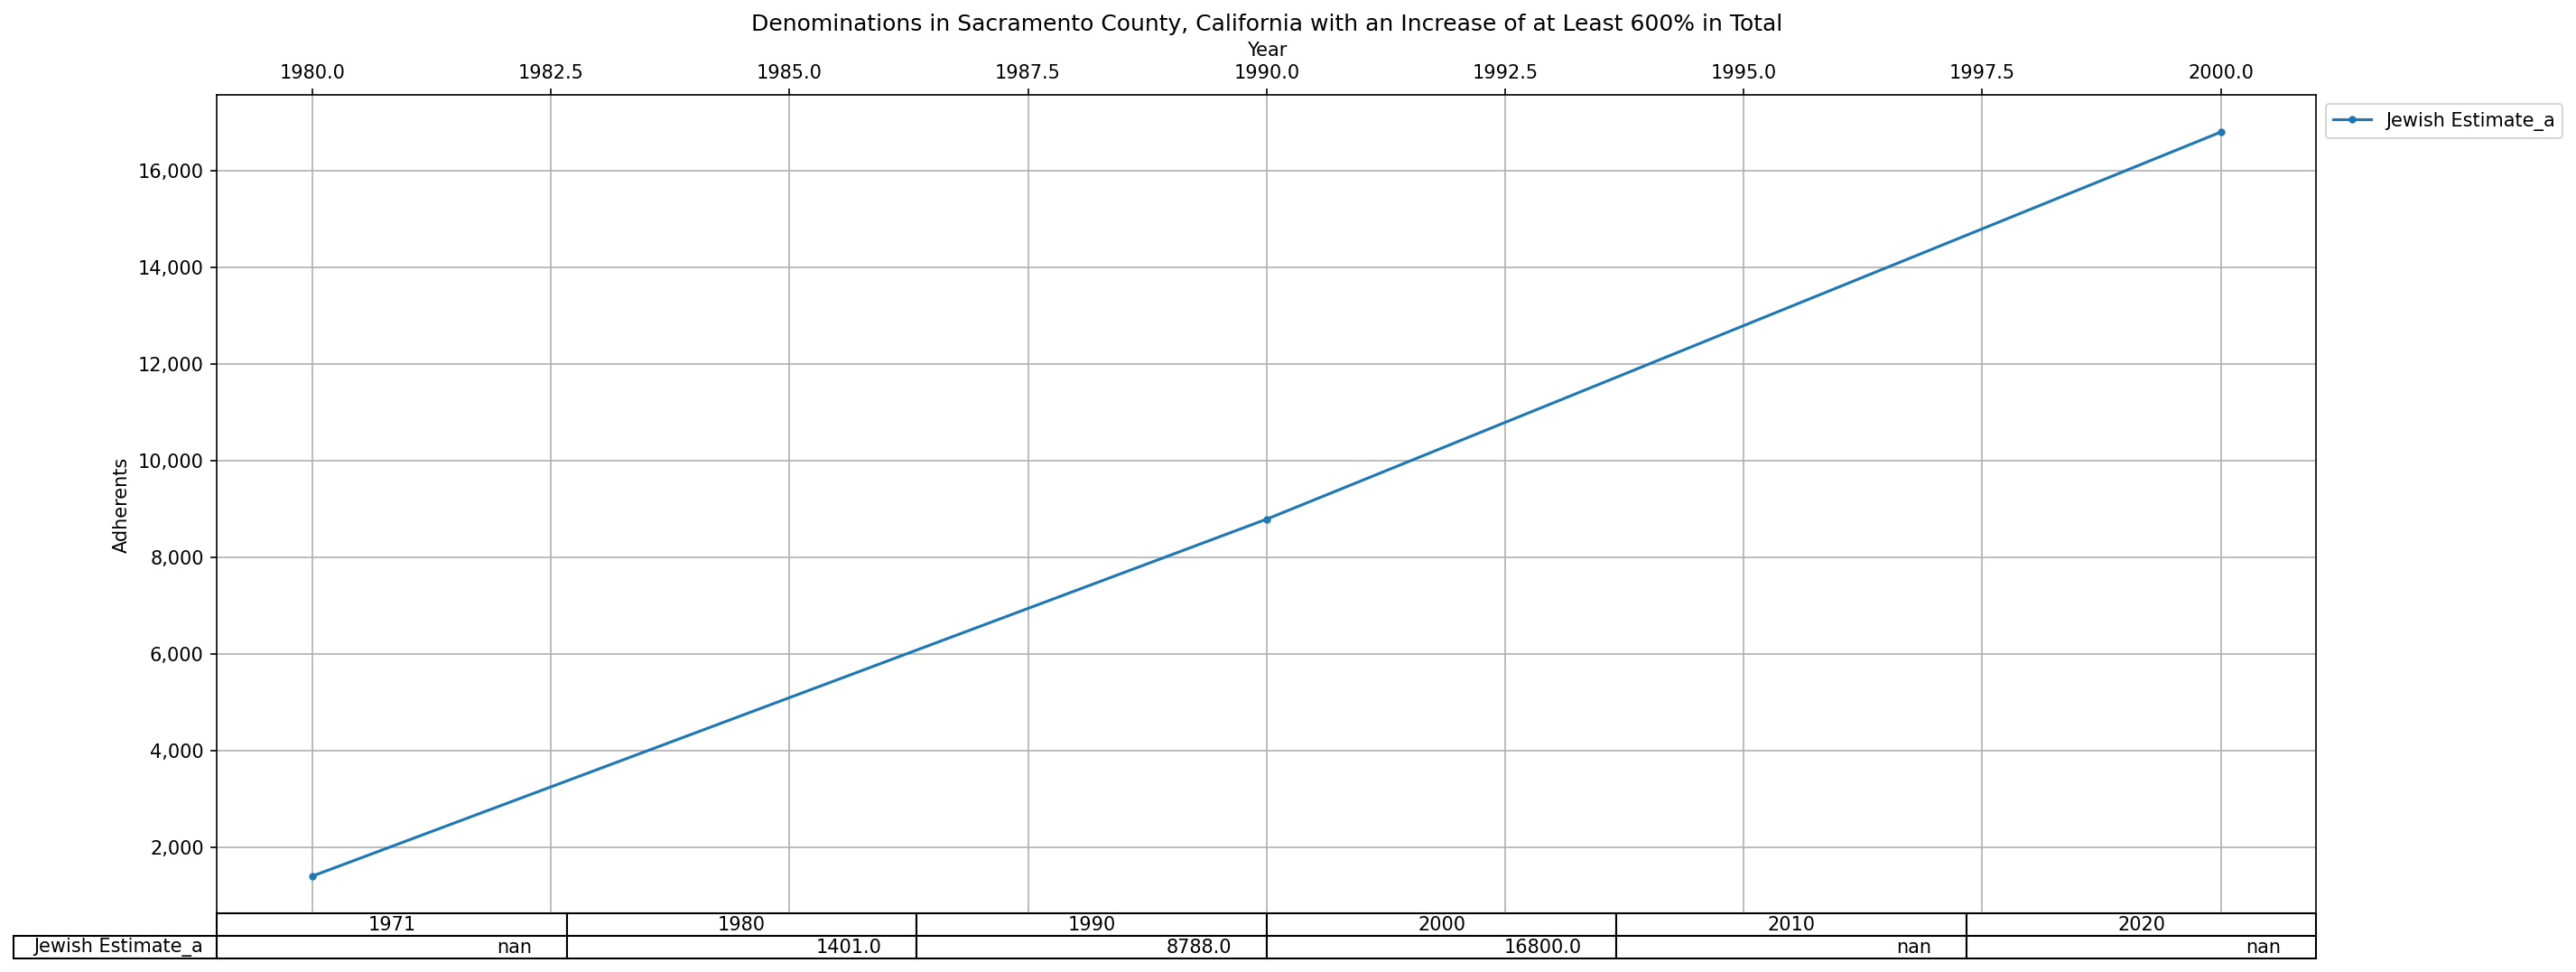 Denominations in Sacramento County, California with an Increase of at Least 600% in Total
Year
1980.0 1982.5 1985.0 1987.5 1990.0 1992.5 1995.0 1997.5 2000.0
Jewish Estimate_a
16,000
14,000
12,000
10,000
Adherents
8,000
6,000
4,000
2,000
1971 1980 1990 2000 2010 2020
Jewish Estimate_a nan 1401.0 8788.0 16800.0 nan nan